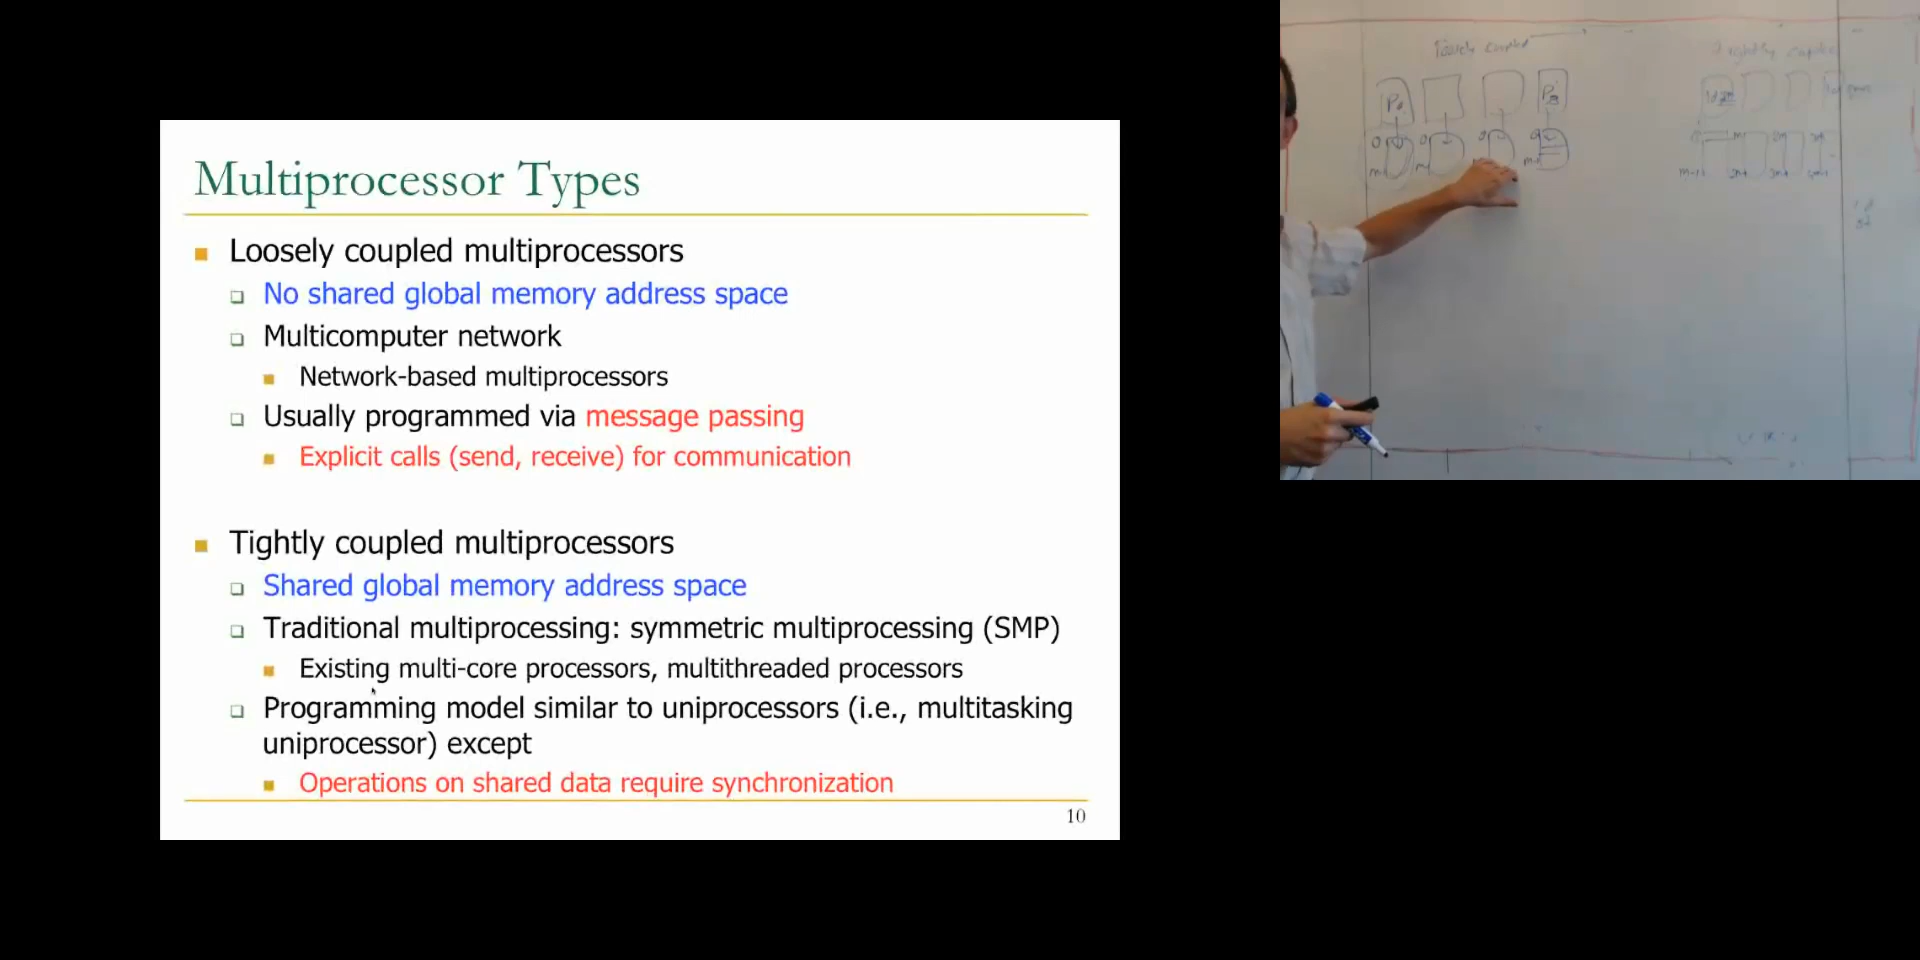 Multiprocessor Types
Loosely coupled multiprocessors
No shared global memory address space
Multicomputer network
Network-based multiprocessors
Usually programmed via message passing
Explicit calls (send, receive) for communication
Tightly coupled multiprocessors
Shared global memory address space
Traditional multiprocessing: symmetric multiprocessing (SMP)
Existing multi-core processors, multithreaded processors
Programming model similar to uniprocessors (i.e., multitasking
uniprocessor) except
Operations on shared data require synchronization
10
coupled
Tightly coupled